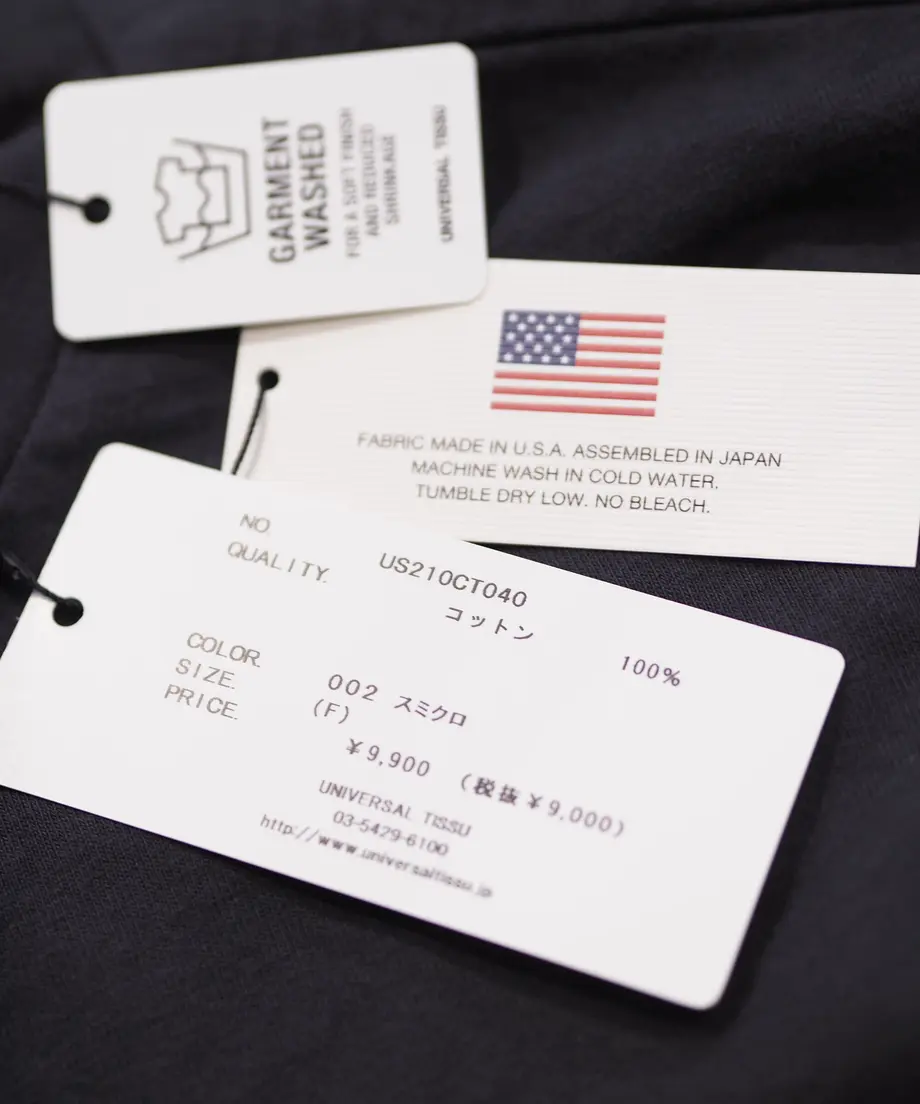 GARMENT
WASHED
FOR A SOFT FINISH
AND REDUCED
SHRINKAGE
UNIVERSAL TISSU
FABRIC MADE IN U.S.A. ASSEMBLED IN JAPAN
MACHINE WASH IN COLD WATER.
TUMBLE DRY LOW. NO BLEACH.
NO. US210CT040
QUALITY. コットン 100%
COLOR. 002 スミクロ
SIZE. (F)
PRICE. ¥9,900 (税抜¥9,000)
UNIVERSAL TISSU
03-5429-6100
http://www.universaltissu.jp